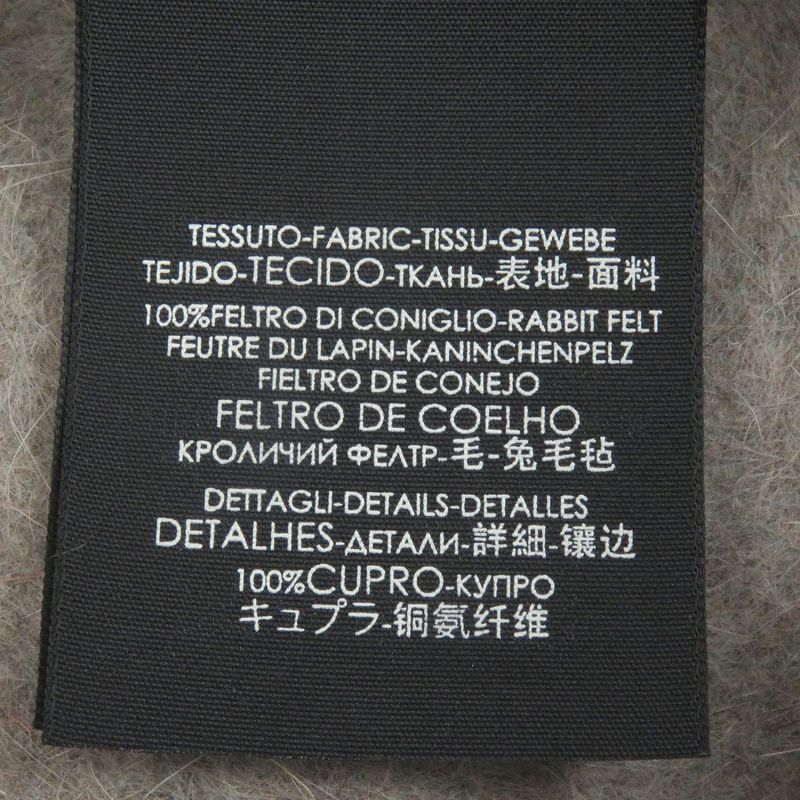 TESSUTO-FABRIC-TISSU-GEWEBE
TEJIDO-TECIDO-ТКАНЬ-表地-面料
100%FELTRO DI CONIGLIO-RABBIT FELT
FEUTRE DU LAPIN-KANINCHENPELZ
FIELTRO DE CONEJO
FELTRO DE COELHO
КРОЛИЧИЙ ФЕЛТР-毛-兔毛毡
DETTAGLI-DETAILS-DETALLES
DETALHES-ДЕТАЛИ-詳細-镶边
100%CUPRO-КУПРО
キュプラ-铜氨纤维